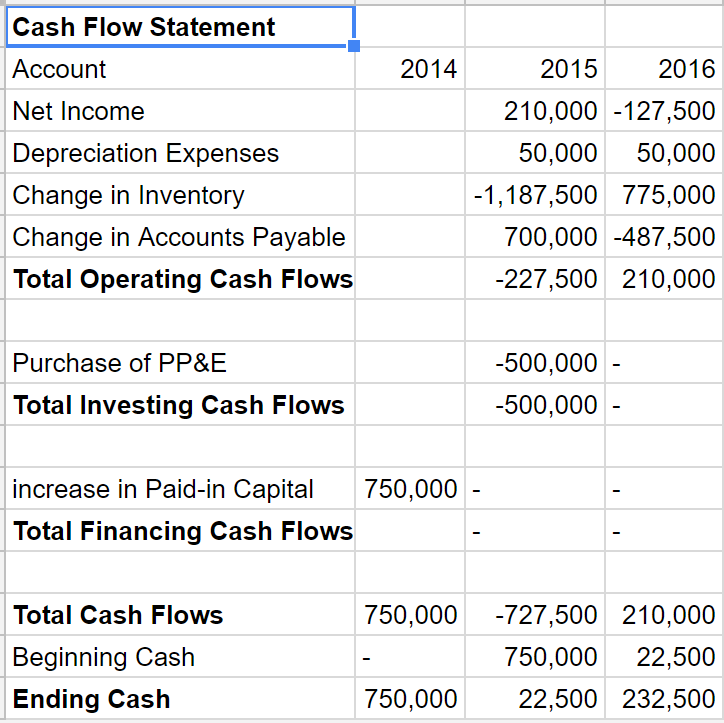 Cash Flow Statement
Account 2014 2015 2016
Net Income 210,000 -127,500
Depreciation Expenses 50,000 50,000
Change in Inventory -1,187,500 775,000
Change in Accounts Payable 700,000 -487,500
Total Operating Cash Flows -227,500 210,000
Purchase of PP&E -500,000 -
Total Investing Cash Flows -500,000 -
increase in Paid-in Capital 750,000 - -
Total Financing Cash Flows - -
Total Cash Flows 750,000 -727,500 210,000
Beginning Cash - 750,000 22,500
Ending Cash 750,000 22,500 232,500